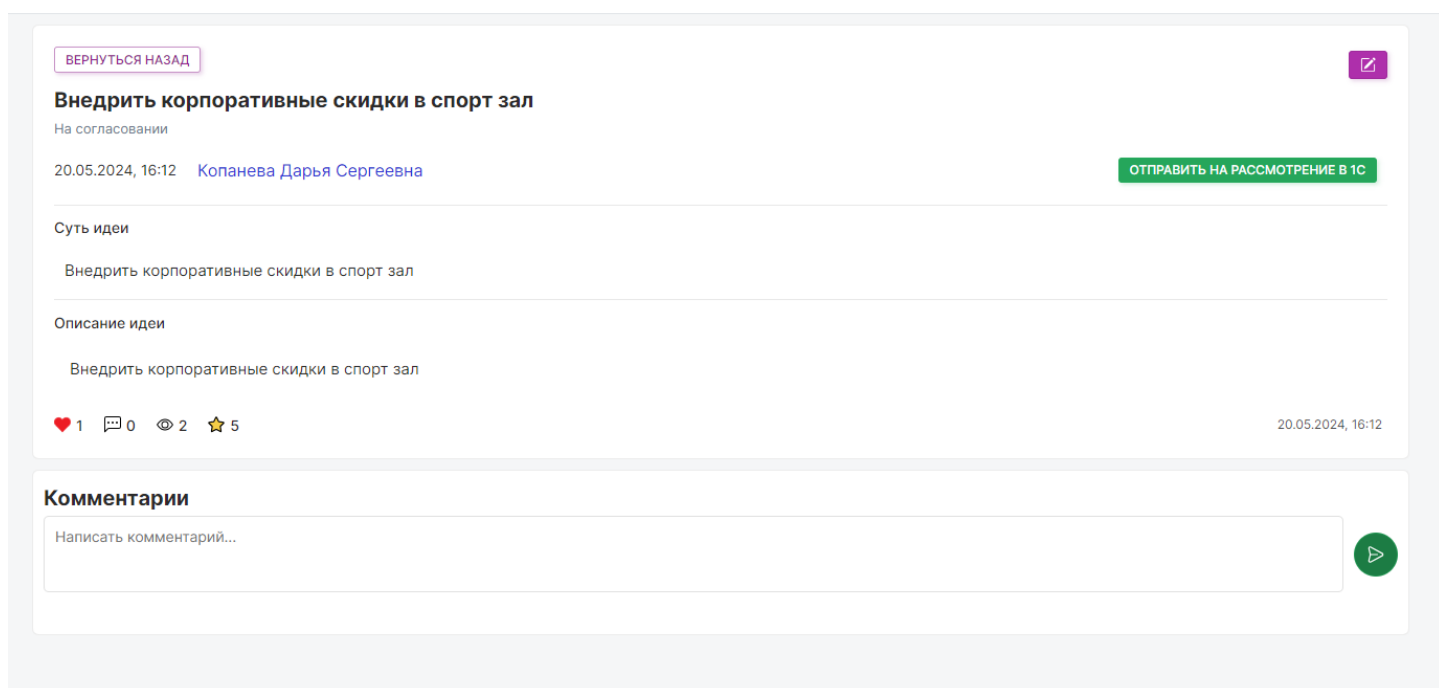 ВЕРНУТЬСЯ НАЗАД
Внедрить корпоративные скидки в спорт зал
На согласовании
20.05.2024, 16:12 Копанева Дарья Сергеевна ОТПРАВИТЬ НА РАССМОТРЕНИЕ В 1С
Суть идеи
Внедрить корпоративные скидки в спорт зал
Описание идеи
Внедрить корпоративные скидки в спорт зал
1 0 2 5 20.05.2024, 16:12
Комментарии
Написать комментарий...